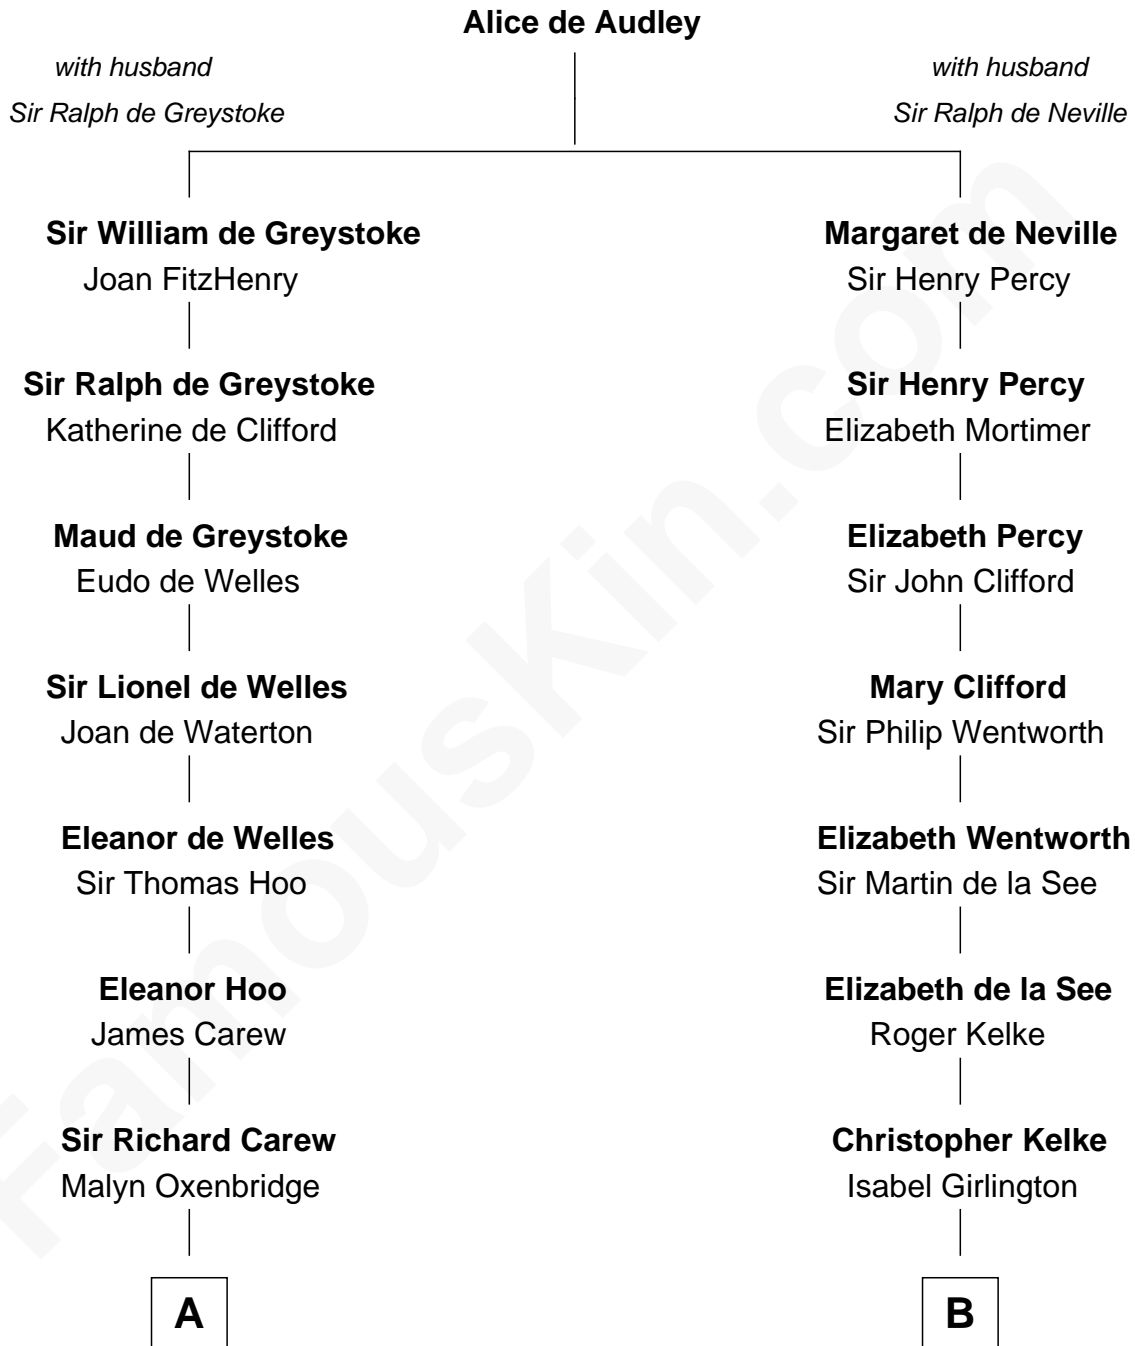 Alice de Audley
with husband
Sir Ralph de Greystoke
with husband
Sir Ralph de Neville
Sir William de Greystoke
Joan FitzHenry
Margaret de Neville
Sir Henry Percy
Sir Ralph de Greystoke
Katherine de Clifford
Sir Henry Percy
Elizabeth Mortimer
Maud de Greystoke
Eudo de Welles
Elizabeth Percy
Sir John Clifford
Sir Lionel de Welles
Joan de Waterton
Mary Clifford
Sir Philip Wentworth
Eleanor de Welles
Sir Thomas Hoo
Elizabeth Wentworth
Sir Martin de la See
Eleanor Hoo
James Carew
Elizabeth de la See
Roger Kelke
Sir Richard Carew
Malyn Oxenbridge
Christopher Kelke
Isabel Girlington
A
B
FamousKin.com